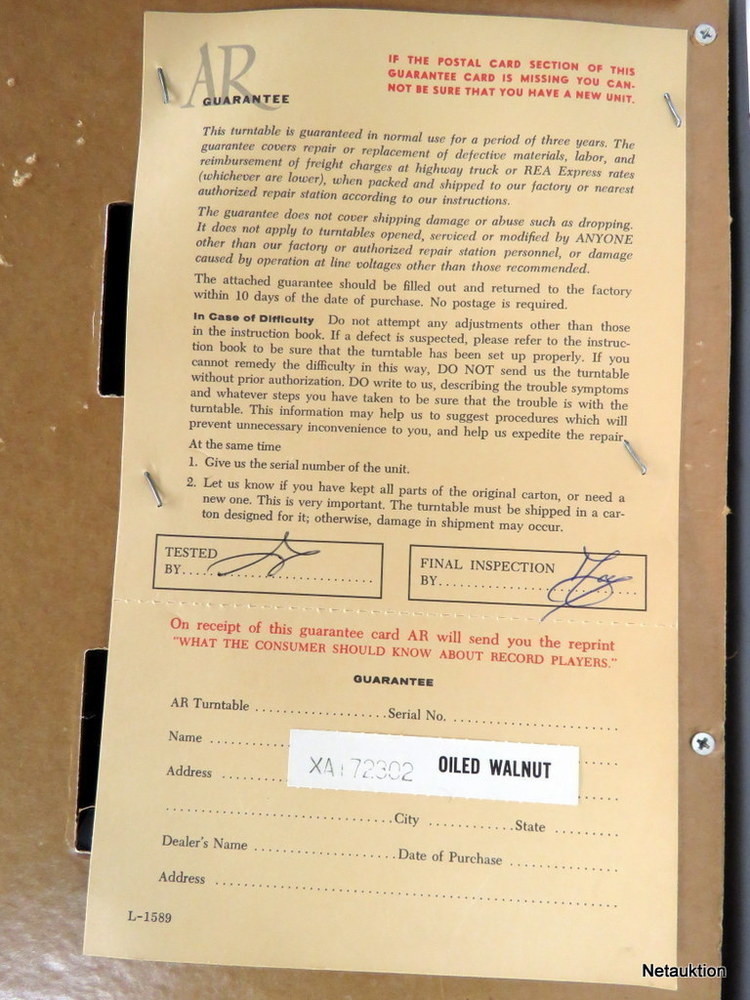 AR
GUARANTEE
IF THE POSTAL CARD SECTION OF THIS
GUARANTEE CARD IS MISSING YOU CAN-
NOT BE SURE THAT YOU HAVE A NEW UNIT.
This turntable is guaranteed in normal use for a period of three years. The
guarantee covers repair or replacement of defective materials, labor, and
reimbursement of freight charges at highway truck or REA Express rates
(whichever are lower), when packed and shipped to our factory or nearest
authorized repair station according to our instructions.
The guarantee does not cover shipping damage or abuse such as dropping.
It does not apply to turntables opened, serviced or modified by ANYONE
other than our factory or authorized repair station personnel, or damage
caused by operation at line voltages other than those recommended.
The attached guarantee should be filled out and returned to the factory
within 10 days of the date of purchase. No postage is required.
In Case of Difficulty Do not attempt any adjustments other than those
in the instruction book. If a defect is suspected, please refer to the instruc-
tion book to be sure that the turntable has been set up properly. If you
cannot remedy the difficulty in this way, DO NOT send us the turntable
without prior authorization. DO write to us, describing the trouble symptoms
and whatever steps you have taken to be sure that the trouble is with the
turntable. This information may help us to suggest procedures which will
prevent unnecessary inconvenience to you, and help us expedite the repair.
At the same time
1. Give us the serial number of the unit.
2. Let us know if you have kept all parts of the original carton, or need a
new one. This is very important. The turntable must be shipped in a car-
ton designed for it; otherwise, damage in shipment may occur.
TESTED
BY
FINAL INSPECTION
BY
On receipt of this guarantee card AR will send you the reprint
"WHAT THE CONSUMER SHOULD KNOW ABOUT RECORD PLAYERS."
GUARANTEE
AR Turntable Serial No.
Name
XA 72302 OILED WALNUT
Address
City State
Dealer's Name Date of Purchase
Address
L-1589
Netauktion